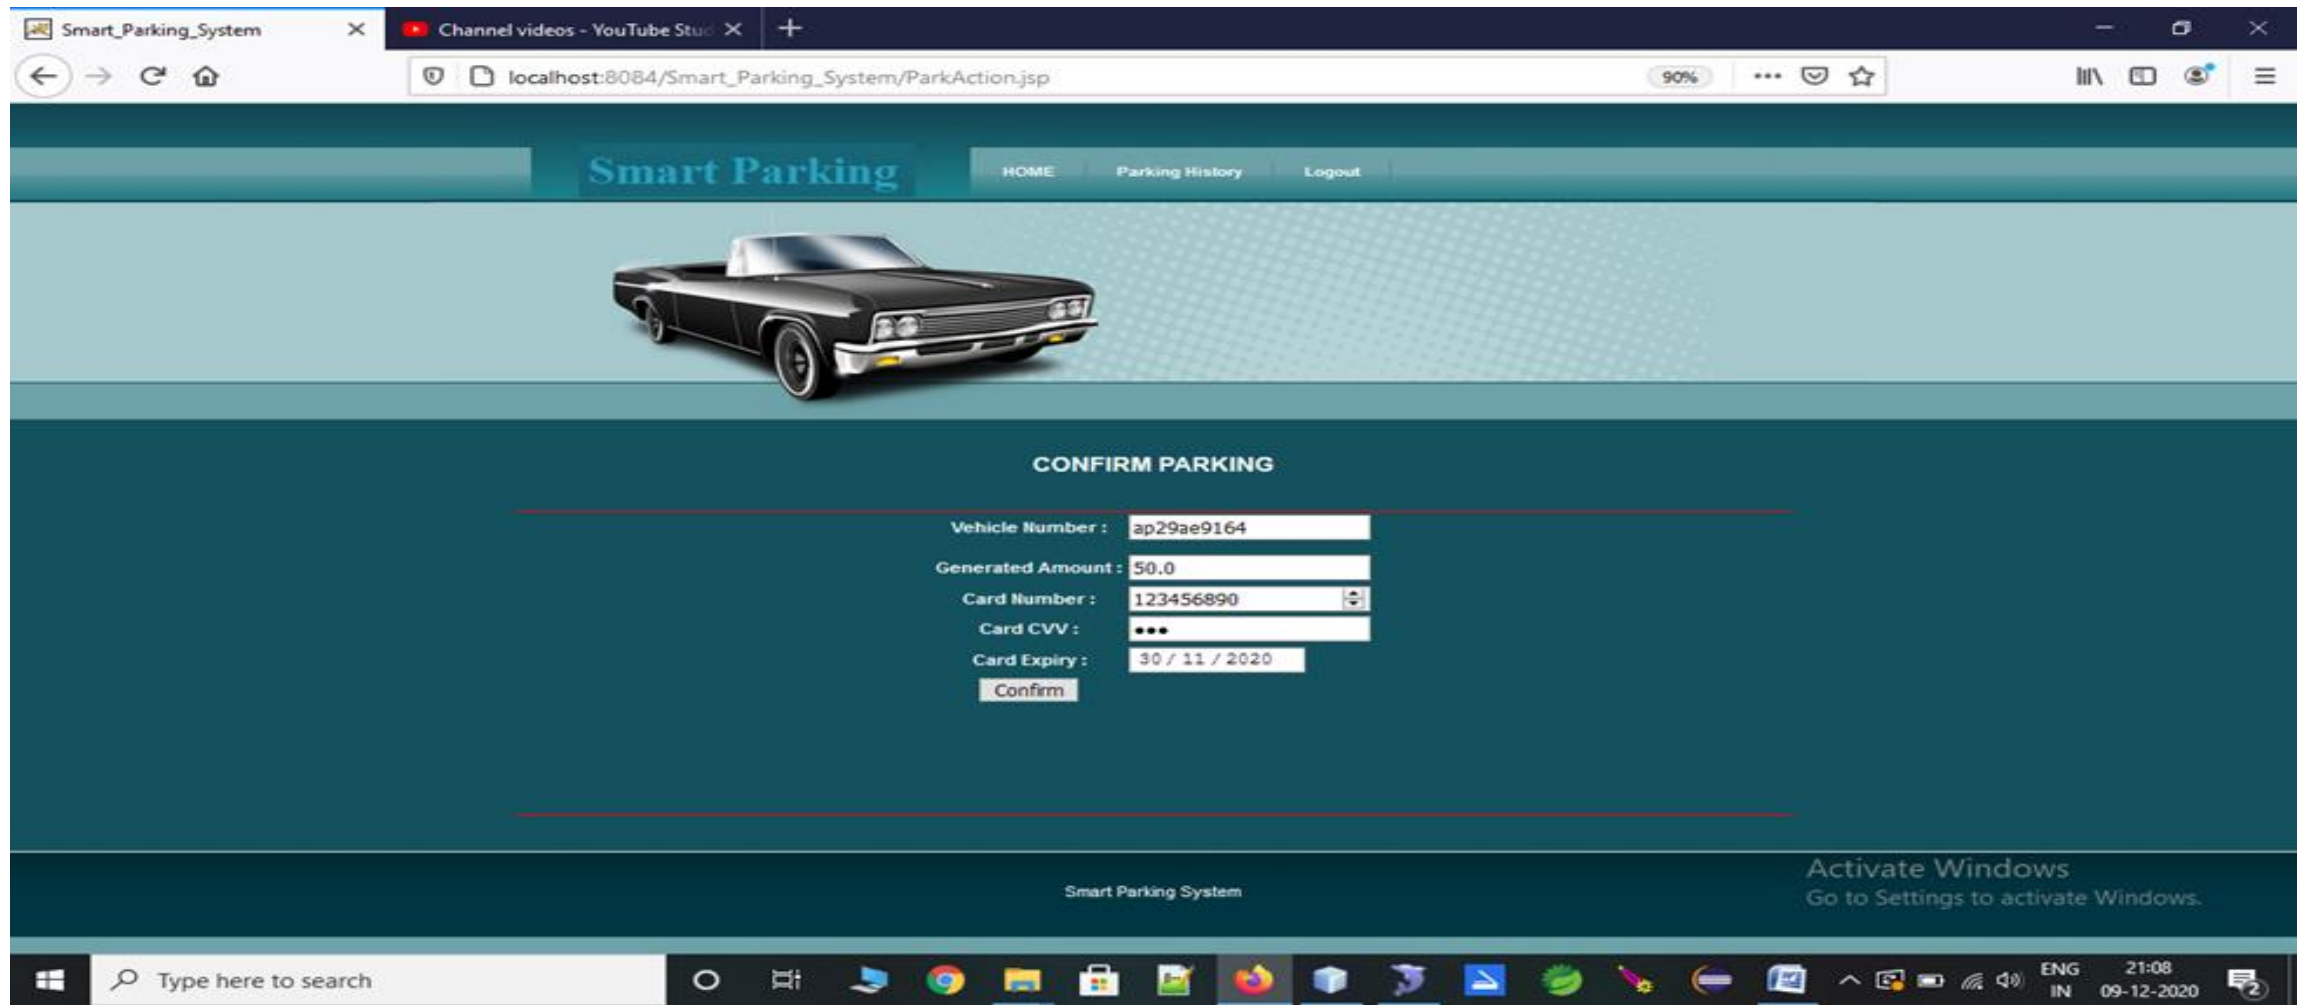 Smart_Parking_System
Channel videos - YouTube Stud
localhost:8084/Smart_Parking_System/ParkAction.jsp
90%
Smart Parking
HOME Parking History Logout
CONFIRM PARKING
Vehicle Number : ap29ae9164
Generated Amount : 50.0
Card Number : 123456890
Card CVV : •••
Card Expiry : 30 / 11 / 2020
Confirm
Smart Parking System
Activate Windows
Go to Settings to activate Windows.
Type here to search
ENG
IN
21:08
09-12-2020
2